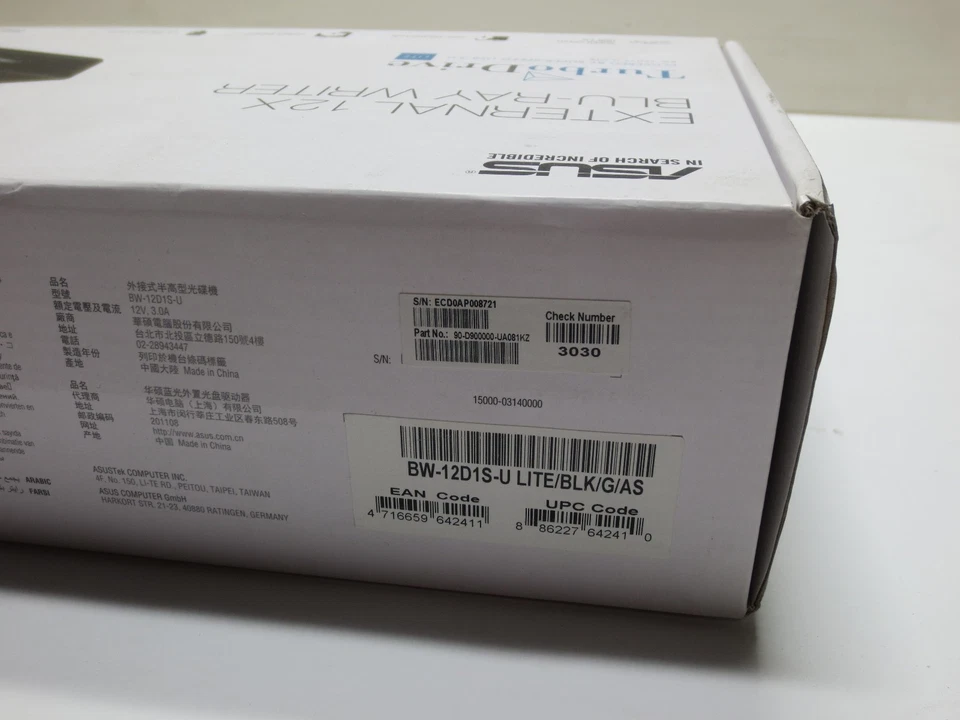 Turbo Drive
EXTERNAL 12X
BLU-RAY WRITER
ASUS
IN SEARCH OF INCREDIBLE
品名 外接式半高型光碟機
型號 BW-12D1S-U
額定電壓及電流 12V, 3.0A
廠商 華碩電腦股份有限公司
地址 台北市北投區立德路150號4樓
電話 02-28943447
製造年份 列印於機台條碼標籤
產地 中國大陸 Made in China
品名 华硕蓝光外置光盘驱动器
代理商 华硕电脑（上海）有限公司
地址 上海市闵行莘庄工业区春东路508号
邮政编码 201108
网址 http://www.asus.com.cn
产地 中国 Made in China
ARABIC
FARSI
ASUSTek COMPUTER INC.
4F, No. 150, LI-TE RD., PEITOU, TAIPEI, TAIWAN
ASUS COMPUTER GmbH
HARKORT STR. 21-23, 40880 RATINGEN, GERMANY
S/N:
S/N: ECD0AP008721
Part No.: 90-D900000-UA081KZ
Check Number
3030
15000-03140000
BW-12D1S-U LITE/BLK/G/AS
EAN Code
4 716659 642411
UPC Code
8 86227 64241 0